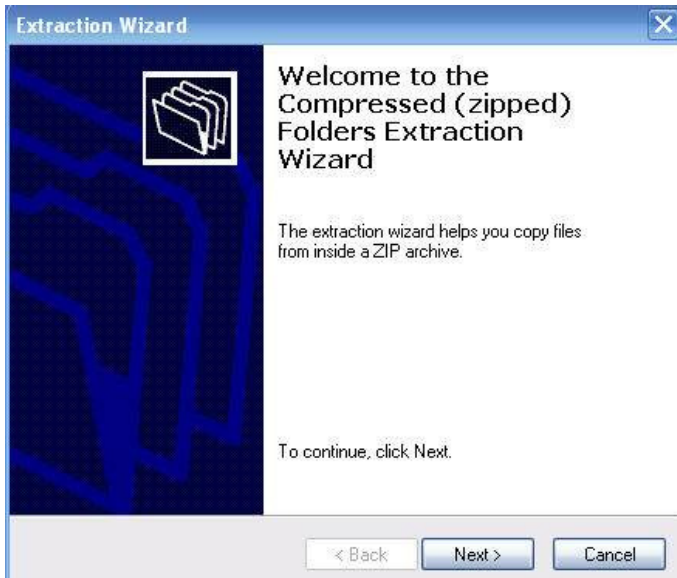 Extraction Wizard
Welcome to the
Compressed (zipped)
Folders Extraction
Wizard
The extraction wizard helps you copy files
from inside a ZIP archive.
To continue, click Next.
< Back
Next >
Cancel